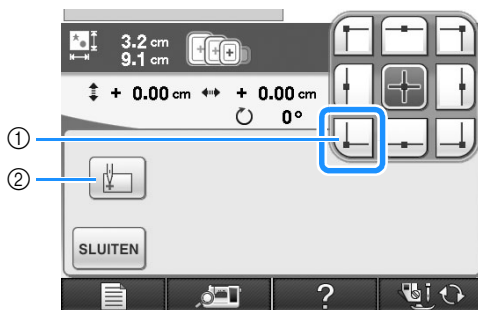 3.2 cm
9.1 cm
+ 0.00 cm + 0.00 cm
0°
①
②
SLUITEN
?